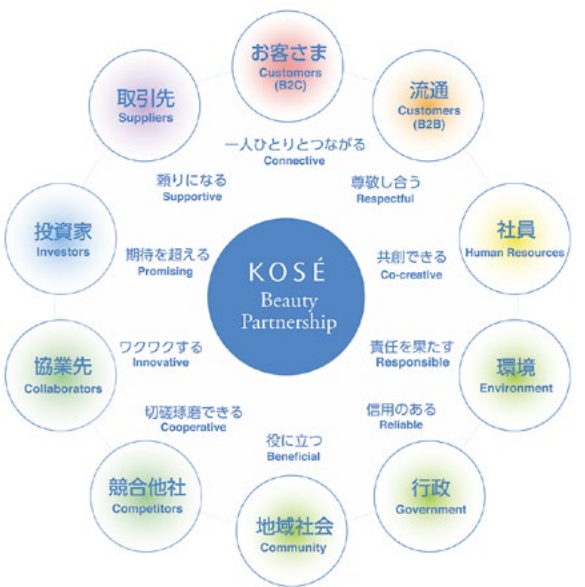 お客さま
Customers
(B2C)
流通
Customers
(B2B)
取引先
Suppliers
一人ひとりとつながる
Connective
頼りになる
Supportive
尊敬し合う
Respectful
投資家
Investors
期待を超える
Promising
KOSÉ
Beauty
Partnership
共創できる
Co-creative
社員
Human Resources
協業先
Collaborators
ワクワクする
Innovative
責任を果たす
Responsible
環境
Environment
切磋琢磨できる
Cooperative
役に立つ
Beneficial
信用のある
Reliable
競合他社
Competitors
地域社会
Community
行政
Government